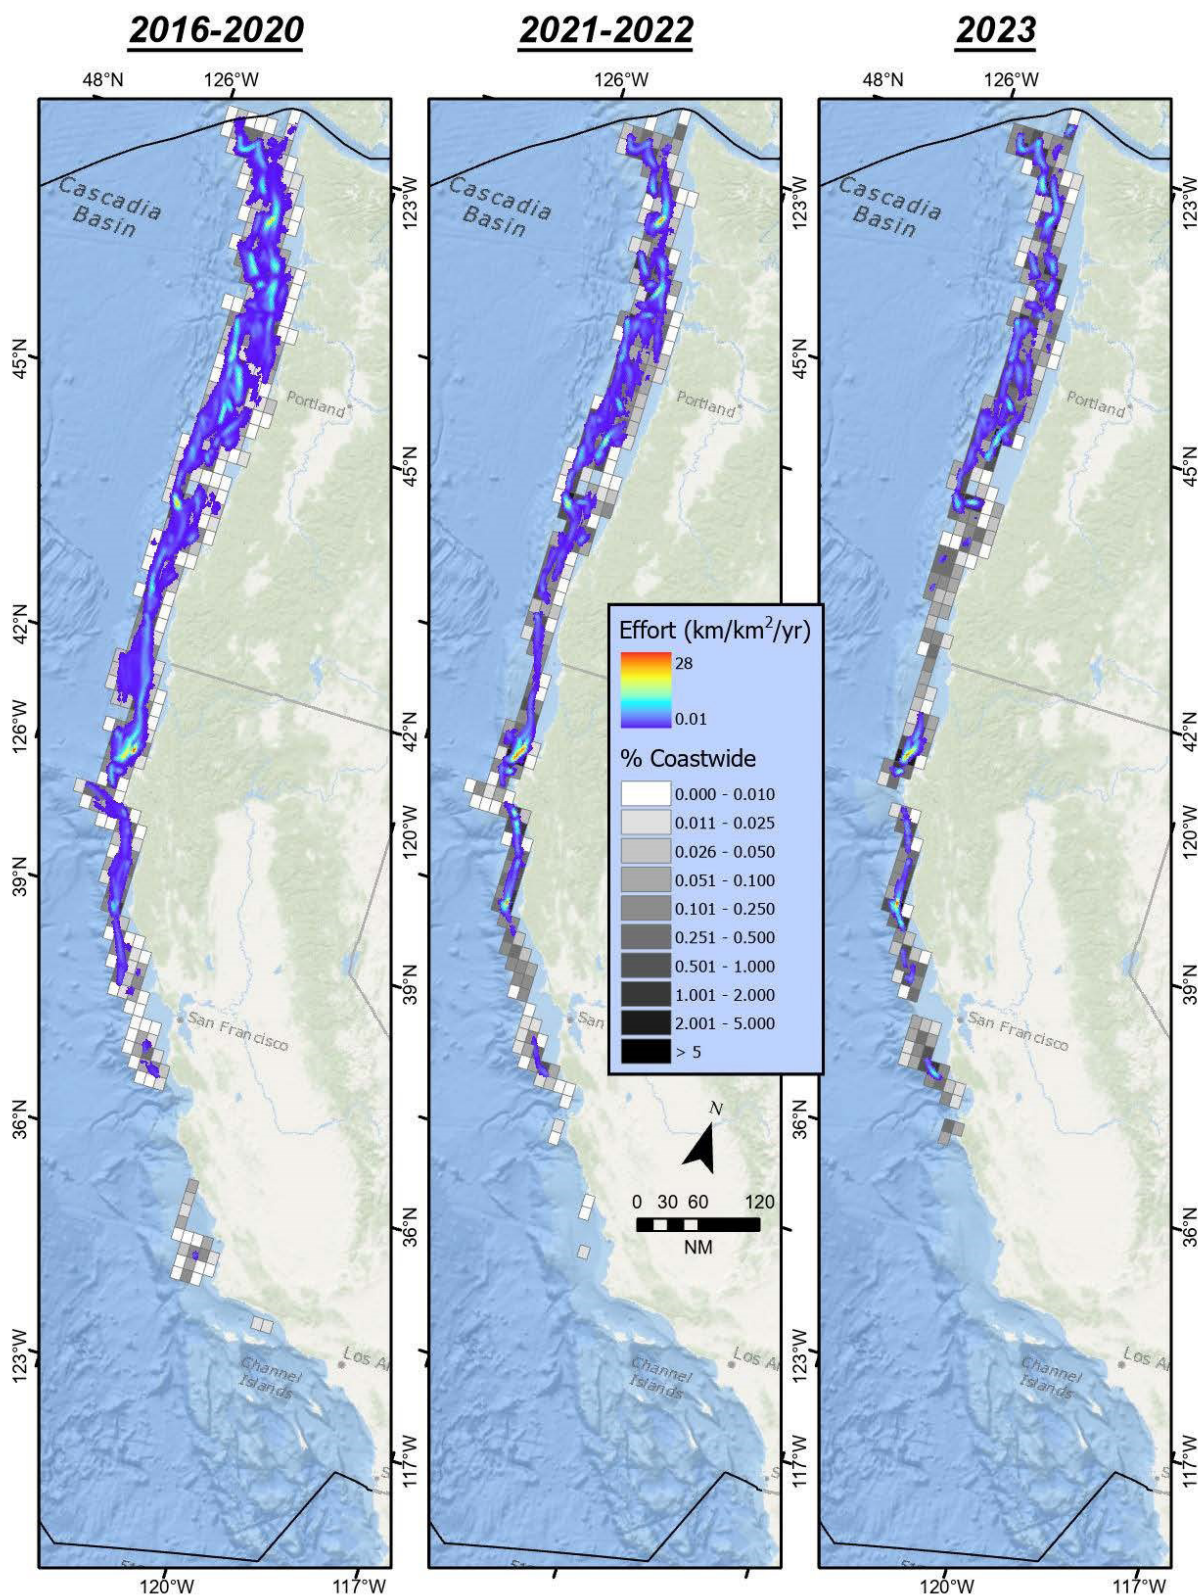 2016-2020
2021-2022
2023
48°N
126°W
126°W
48°N
126°W
Cascadia
Basin
Cascadia
Basin
Cascadia
Basin
123°W
123°W
123°W
45°N
45°N
45°N
Portland
Portland
Portland
45°N
45°N
45°N
42°N
42°N
Effort (km/km²/yr)
28
0.01
126°W
42°N
126°W
42°N
% Coastwide
0.000 - 0.010
0.011 - 0.025
0.026 - 0.050
0.051 - 0.100
0.101 - 0.250
0.251 - 0.500
0.501 - 1.000
1.001 - 2.000
2.001 - 5.000
> 5
120°W
120°W
39°N
39°N
39°N
39°N
San Francisco
San
San Francisco
36°N
36°N
N
0 30 60 120
NM
36°N
36°N
123°W
123°W
Los A
Los A
Los A
Channel
Islands
Channel
Islands
Channel
Islands
117°W
117°W
S
S
S
120°W
117°W
120°W
117°W